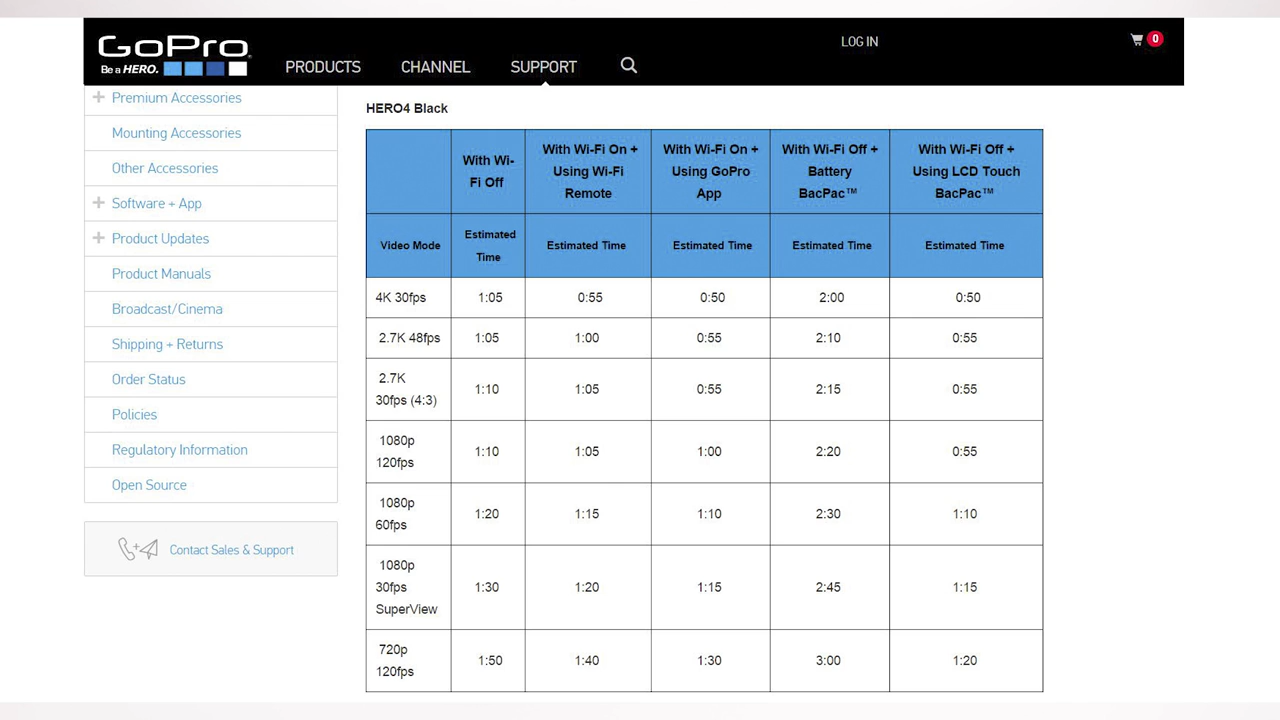 GoPro
Be a HERO.
PRODUCTS CHANNEL SUPPORT
LOG IN
0
Premium Accessories
Mounting Accessories
Other Accessories
Software + App
Product Updates
Product Manuals
Broadcast/Cinema
Shipping + Returns
Order Status
Policies
Regulatory Information
Open Source
Contact Sales & Support
HERO4 Black
With Wi-
Fi Off
With Wi-Fi On +
Using Wi-Fi
Remote
With Wi-Fi On +
Using GoPro
App
With Wi-Fi Off +
Battery
BacPac™
With Wi-Fi Off +
Using LCD Touch
BacPac™
Video Mode
Estimated
Time
Estimated Time
Estimated Time
Estimated Time
Estimated Time
4K 30fps 1:05 0:55 0:50 2:00 0:50
2.7K 48fps 1:05 1:00 0:55 2:10 0:55
2.7K
30fps (4:3) 1:10 1:05 0:55 2:15 0:55
1080p
120fps 1:10 1:05 1:00 2:20 0:55
1080p
60fps 1:20 1:15 1:10 2:30 1:10
1080p
30fps 1:30 1:20 1:15 2:45 1:15
SuperView
720p
120fps 1:50 1:40 1:30 3:00 1:20